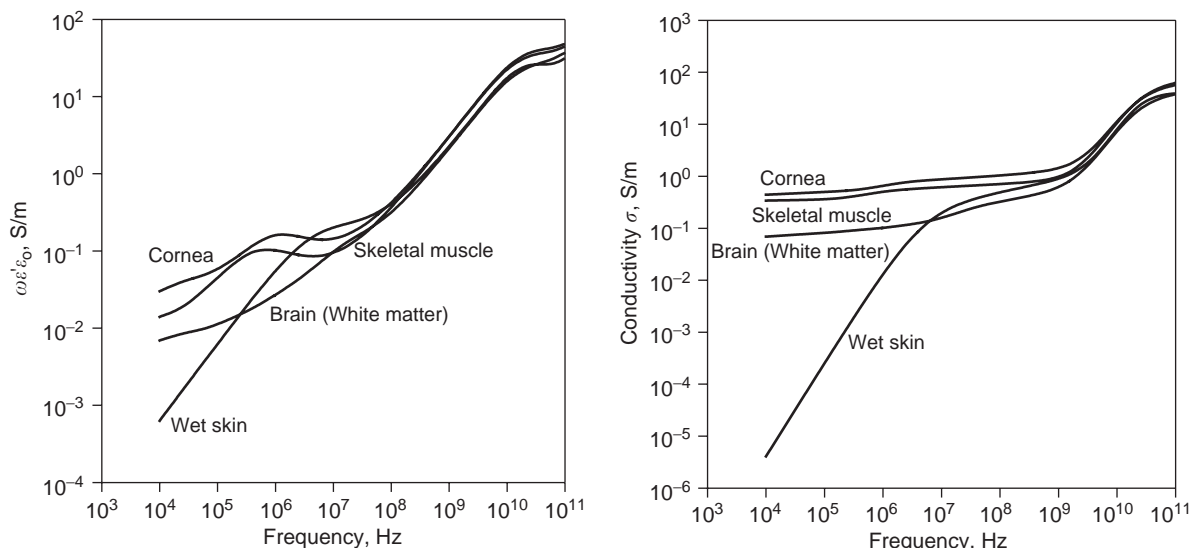 10²
10¹
10⁰
10⁻¹
10⁻²
10⁻³
10⁻⁴
ωε'ε₀, S/m
Cornea
Skeletal muscle
Brain (White matter)
Wet skin
10³ 10⁴ 10⁵ 10⁶ 10⁷ 10⁸ 10⁹ 10¹⁰ 10¹¹
Frequency, Hz
10³
10²
10¹
10⁰
10⁻¹
10⁻²
10⁻³
10⁻⁴
10⁻⁵
10⁻⁶
Conductivity σ, S/m
Cornea
Skeletal muscle
Brain (White matter)
Wet skin
10³ 10⁴ 10⁵ 10⁶ 10⁷ 10⁸ 10⁹ 10¹⁰ 10¹¹
Frequency, Hz